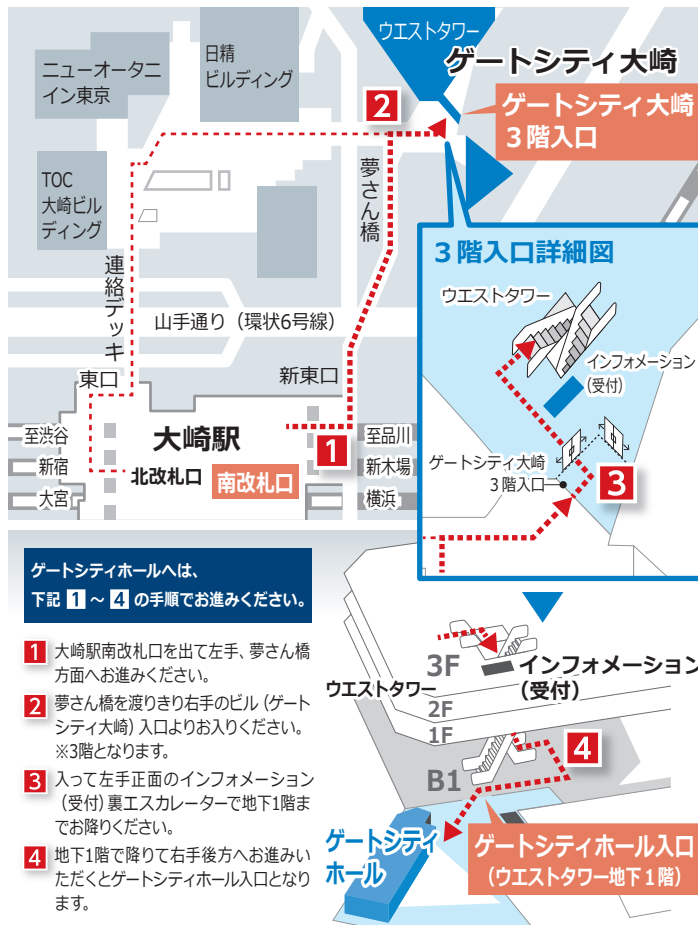 ウエストタワー
ゲートシティ大崎
日精
ビルディング
ニューオータニ
イン東京
2
ゲートシティ大崎
3階入口
TOC
大崎ビル
ディング
夢さん橋
連絡デッキ
山手通り（環状6号線）
東口
新東口
至渋谷
新宿
大宮
大崎駅
北改札口
南改札口
1
至品川
新木場
横浜
3階入口詳細図
ウエストタワー
インフォメーション
(受付)
ゲートシティ大崎
3階入口
3
ゲートシティホールへは、
下記 1 ～ 4 の手順でお進みください。
1 大崎駅南改札口を出て左手、夢さん橋
方面へお進みください。
2 夢さん橋を渡りきり右手のビル（ゲート
シティ大崎）入口よりお入りください。
※3階となります。
3 入って左手正面のインフォメーション
（受付）裏エスカレーターで地下1階ま
でお降りください。
4 地下1階で降りて右手後方へお進みい
ただくとゲートシティホール入口となり
ます。
3F
インフォメーション
(受付)
ウエストタワー
2F
1F
4
B1
ゲートシティ
ホール
ゲートシティホール入口
（ウエストタワー地下1階）